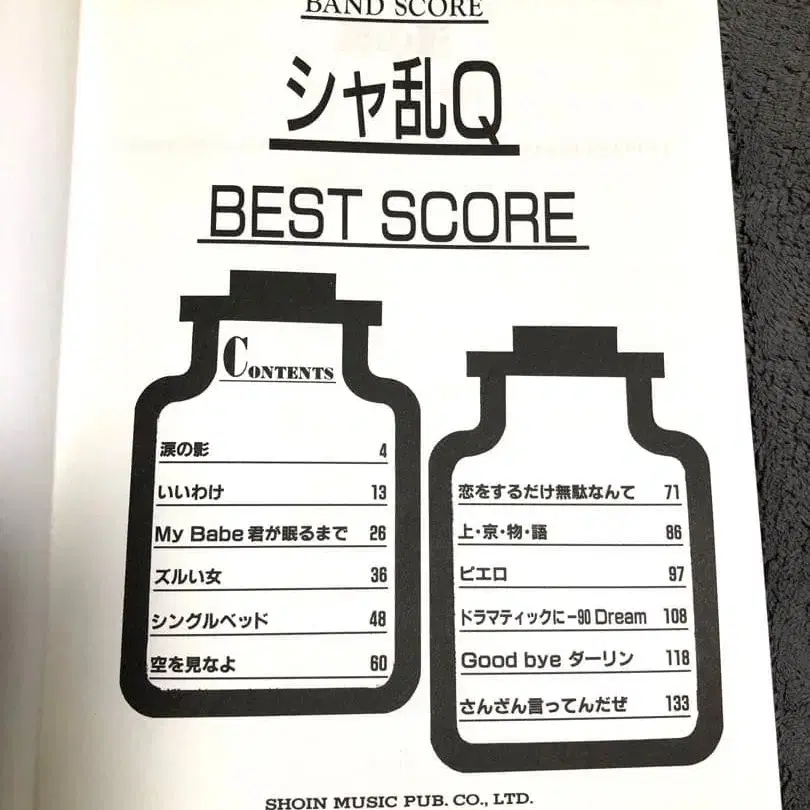 BAND SCORE
シャ乱Q
BEST SCORE
CONTENTS
涙の影 4
いいわけ 13
My Babe 君が眠るまで 26
ズルい女 36
シングルベッド 48
空を見なよ 60
恋をするだけ無駄なんて 71
上・京・物・語 86
ピエロ 97
ドラマティックに−90 Dream 108
Good bye ダーリン 118
さんざん言ってんだぜ 133
SHOIN MUSIC PUB. CO., LTD.